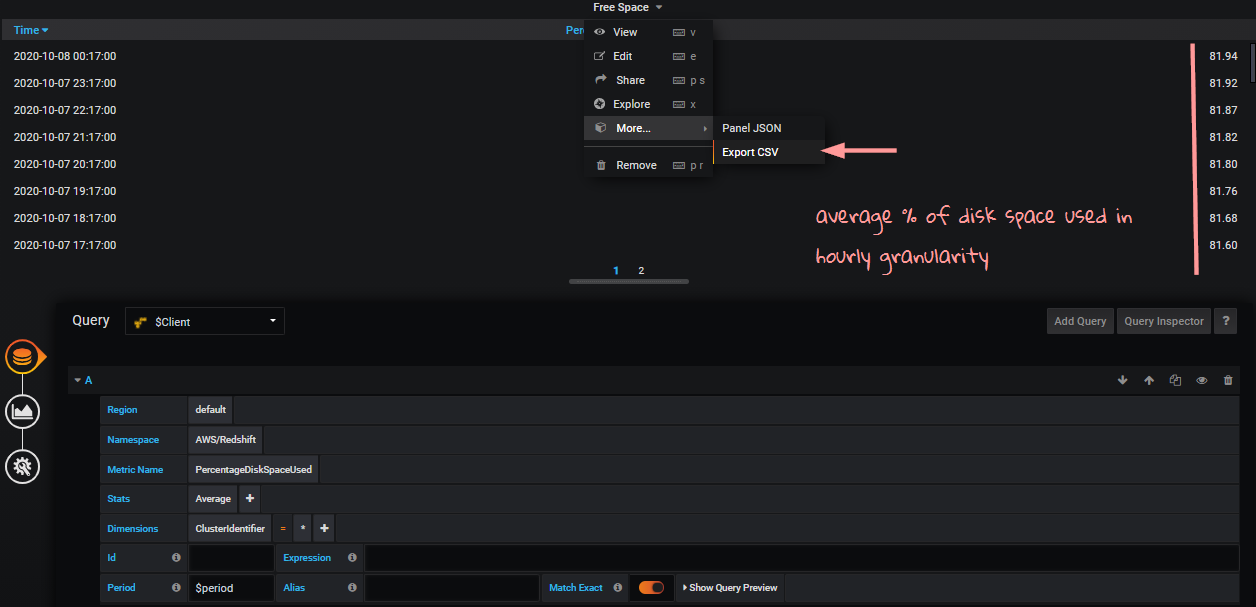 Free Space
Time
Perc
View v
Edit e
Share p s
Explore x
More...
Remove p r
Panel JSON
Export CSV
2020-10-08 00:17:00 81.94
2020-10-07 23:17:00 81.92
2020-10-07 22:17:00 81.87
2020-10-07 21:17:00 81.82
2020-10-07 20:17:00 81.80
2020-10-07 19:17:00 81.76
2020-10-07 18:17:00 81.68
2020-10-07 17:17:00 81.60
average % of disk space used in
hourly granularity
1 2
Query $Client Add Query Query Inspector ?
A
Region default
Namespace AWS/Redshift
Metric Name PercentageDiskSpaceUsed
Stats Average +
Dimensions ClusterIdentifier = * +
Id Expression
Period $period Alias Match Exact Show Query Preview